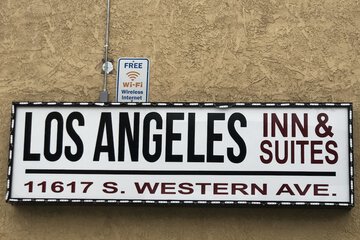 FREE
Wi-Fi
Wireless
Internet
LOS ANGELES INN &
SUITES
11617 S. WESTERN AVE.